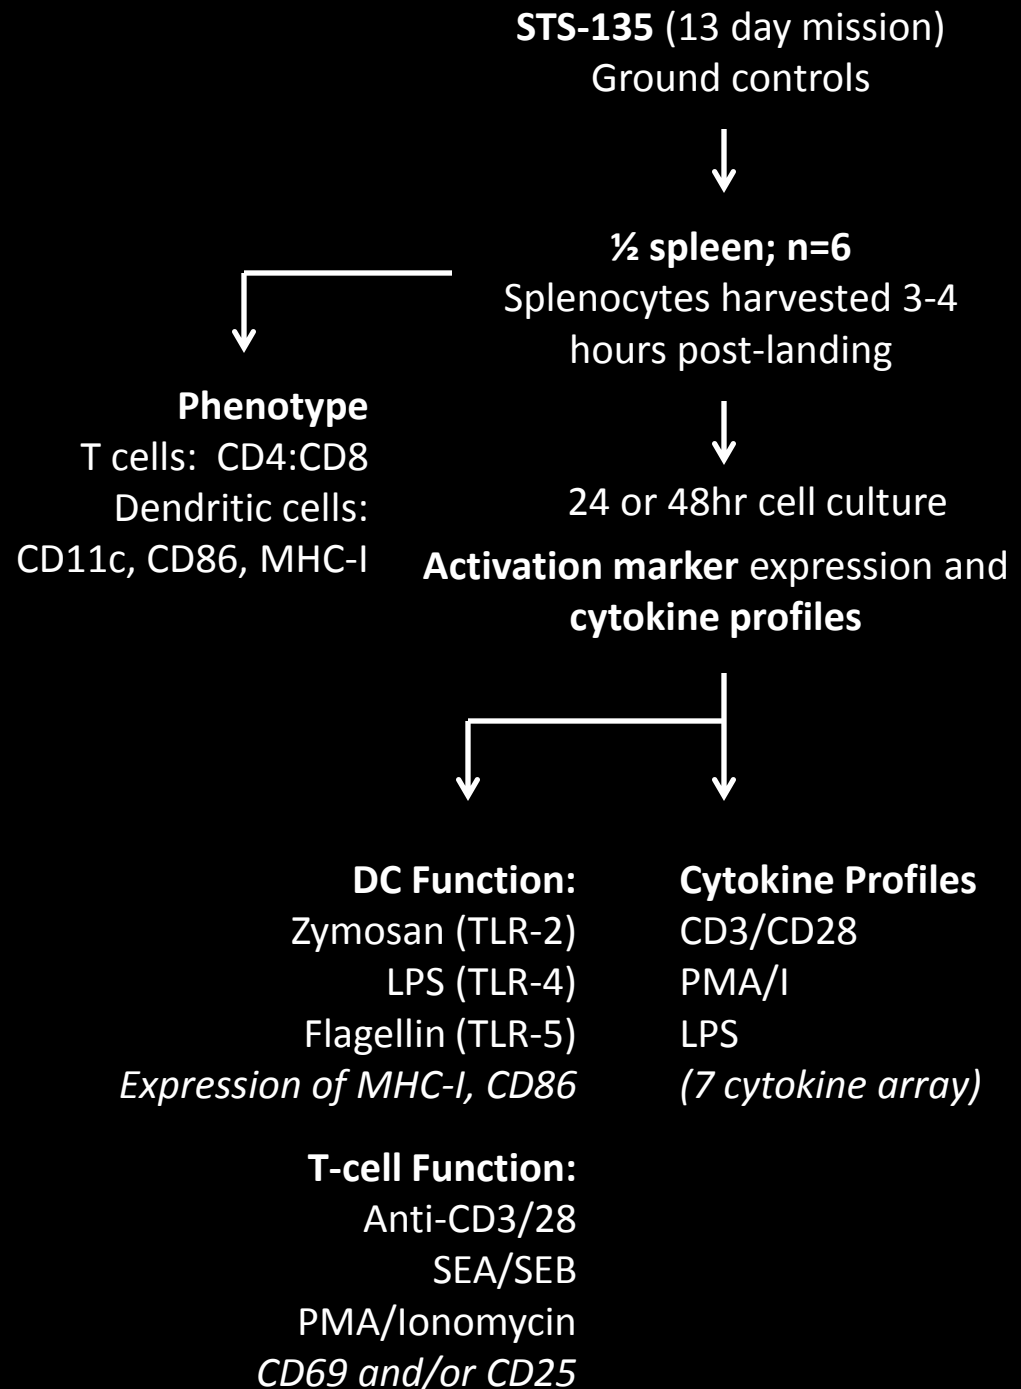 STS-135 (13 day mission)
Ground controls
½ spleen; n=6
Splenocytes harvested 3-4
hours post-landing
Phenotype
T cells:  CD4:CD8
Dendritic cells:
CD11c, CD86, MHC-I
24 or 48hr cell culture
Activation marker expression and
cytokine profiles
DC Function:
Zymosan (TLR-2)
LPS (TLR-4)
Flagellin (TLR-5)
Expression of MHC-I, CD86
T-cell Function:
Anti-CD3/28
SEA/SEB
PMA/Ionomycin
CD69 and/or CD25
Cytokine Profiles
CD3/CD28
PMA/I
LPS
(7 cytokine array)